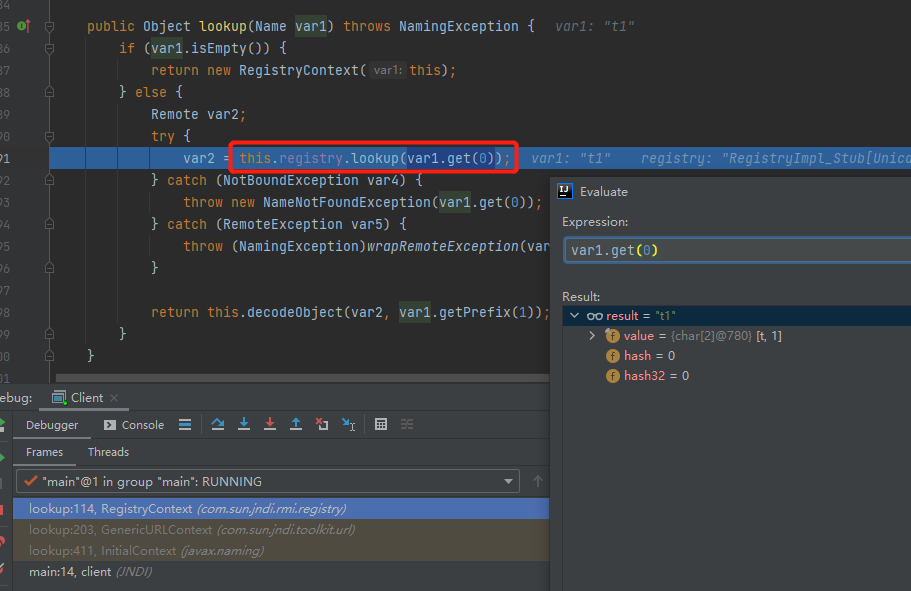 84
85 public Object lookup(Name var1) throws NamingException { var1: "t1"
86 if (var1.isEmpty()) {
87 return new RegistryContext( var1: this);
88 } else {
89 Remote var2;
90 try {
91 var2 = this.registry.lookup(var1.get(0)); var1: "t1" registry: "RegistryImpl_Stub[Unica
92 } catch (NotBoundException var4) {
93 throw new NameNotFoundException(var1.get(0));
94 } catch (RemoteException var5) {
95 throw (NamingException)wrapRemoteException(var
96 }
97
98 return this.decodeObject(var2, var1.getPrefix(1));
99 }
00 }
01
Evaluate
Expression:
var1.get(0)
Result:
result = "t1"
value = {char[2]@780} [t, 1]
hash = 0
hash32 = 0
ebug: Client
Debugger Console
Frames Threads
"main"@1 in group "main": RUNNING
lookup:114, RegistryContext (com.sun.jndi.rmi.registry)
lookup:203, GenericURLContext (com.sun.jndi.toolkit.url)
lookup:411, InitialContext (javax.naming)
main:14, client (JNDI)